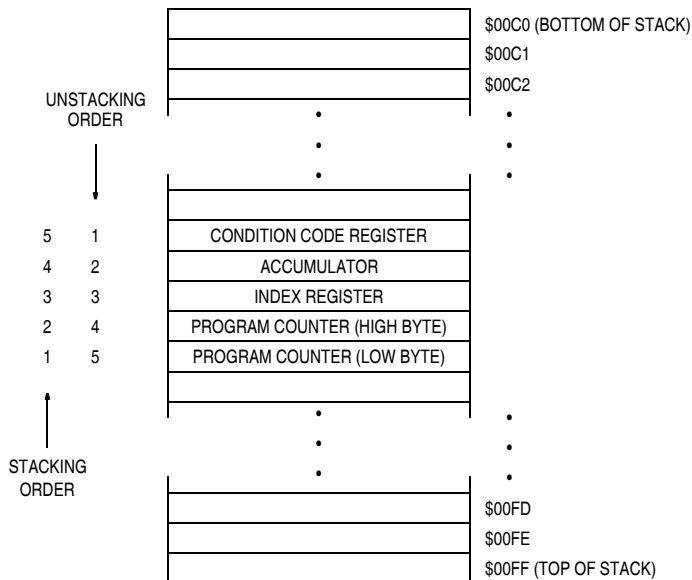 $00C0 (BOTTOM OF STACK)
$00C1
$00C2
UNSTACKING
ORDER
5 1 CONDITION CODE REGISTER
4 2 ACCUMULATOR
3 3 INDEX REGISTER
2 4 PROGRAM COUNTER (HIGH BYTE)
1 5 PROGRAM COUNTER (LOW BYTE)
STACKING
ORDER
$00FD
$00FE
$00FF (TOP OF STACK)